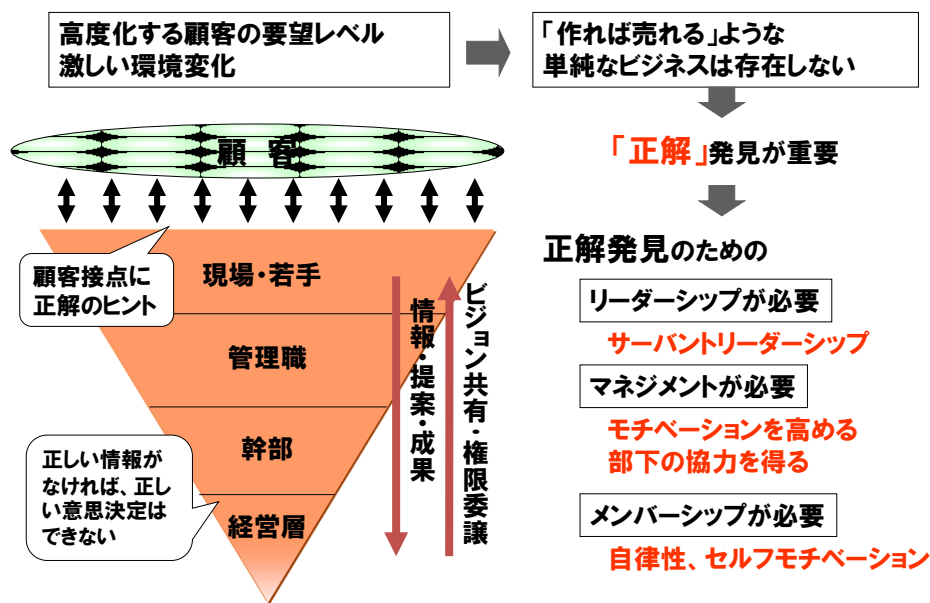 高度化する顧客の要望レベル
激しい環境変化
「作れば売れる」ような
単純なビジネスは存在しない
「正解」発見が重要
顧客
顧客接点に
正解のヒント
現場・若手
管理職
幹部
経営層
正しい情報が
なければ、正し
い意思決定は
できない
情報・提案・成果
ビジョン共有・権限委譲
正解発見のための
リーダーシップが必要
サーバントリーダーシップ
マネジメントが必要
モチベーションを高める
部下の協力を得る
メンバーシップが必要
自律性、セルフモチベーション